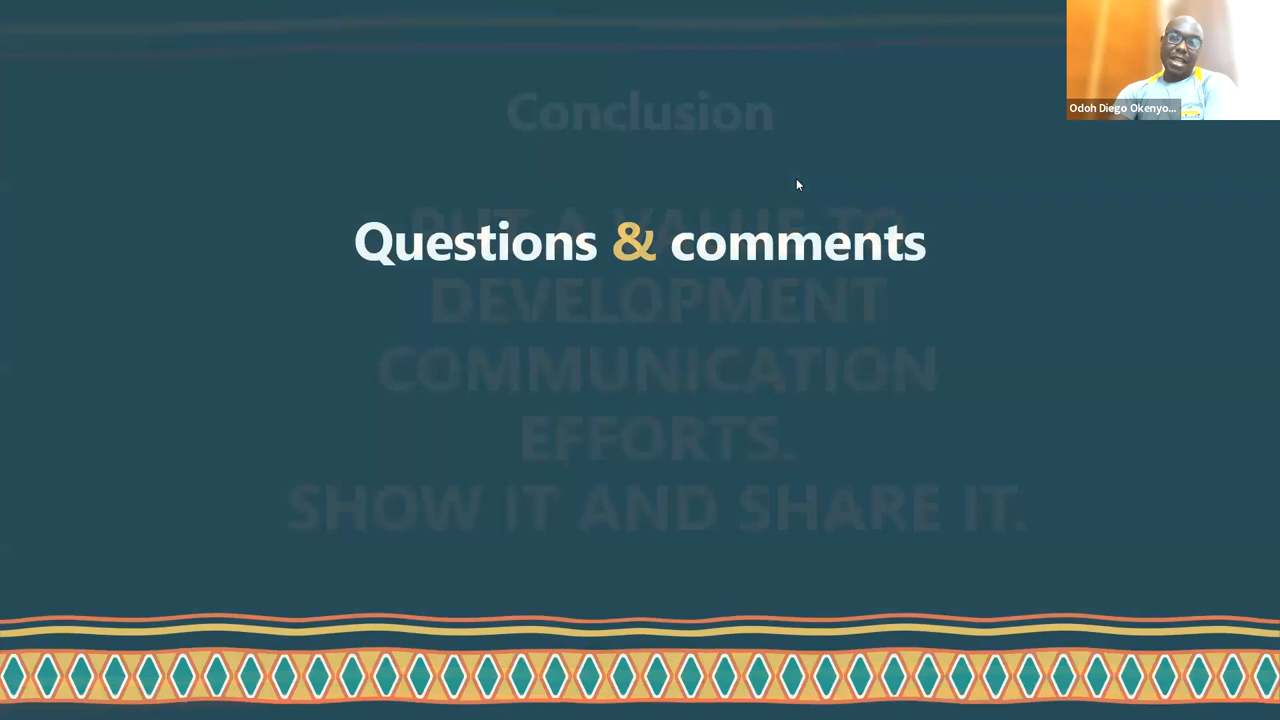 Conclusion
Questions & comments
PUT A VALUE TO
DEVELOPMENT
COMMUNICATION
EFFORTS.
SHOW IT AND SHARE IT.
Odoh Diego Okenyo...